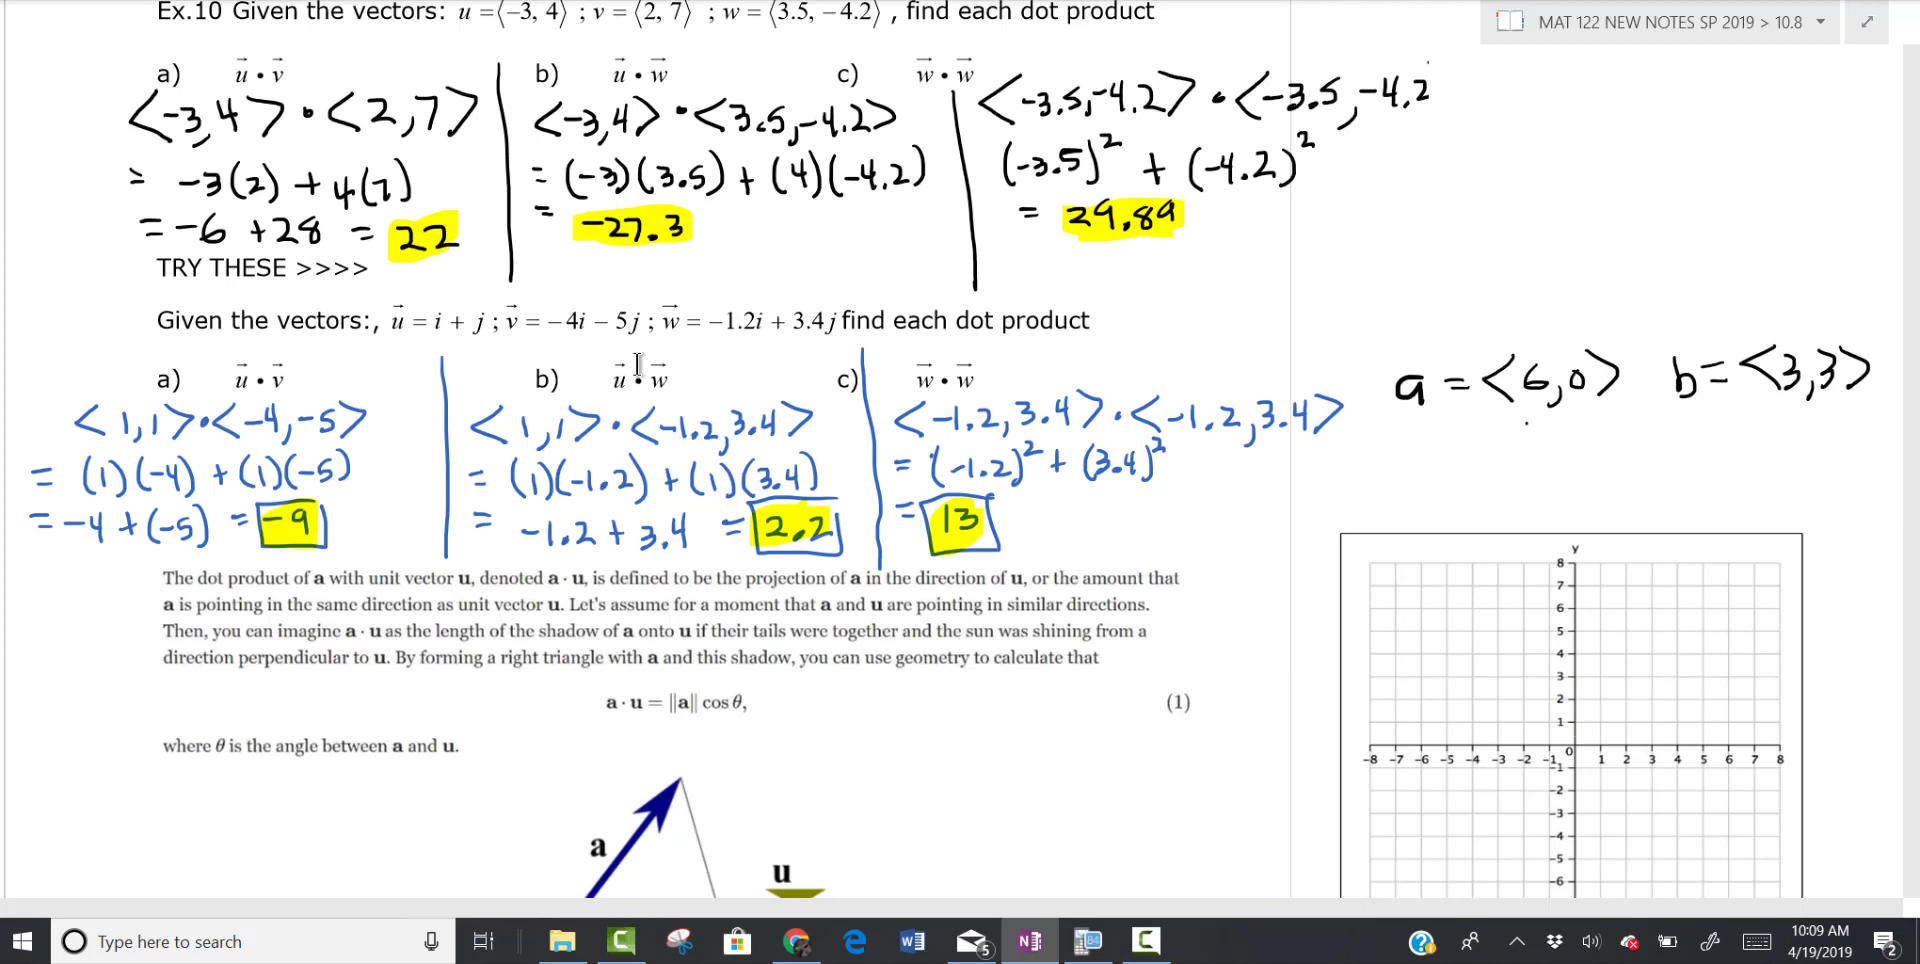 Ex.10 Given the vectors: u = ⟨−3, 4⟩ ; v = ⟨2, 7⟩ ; w = ⟨3.5, −4.2⟩ , find each dot product
MAT 122 NEW NOTES SP 2019 > 10.8
a) u • v b) u • w c) w • w
<-3,4> • <2,7>
= -3(2) + 4(7)
= -6 + 28 = 22
<-3,4> • <3.5,-4.2>
= (-3)(3.5) + (4)(-4.2)
= -27.3
<-3.5,-4.2> • <-3.5,-4.2
(-3.5)² + (-4.2)²
= 29.89
TRY THESE >>>>
Given the vectors:, u = i + j ; v = −4i − 5j ; w = −1.2i + 3.4j find each dot product
a) u • v b) u • w c) w • w
<1,1>•<-4,-5>
= (1)(-4) + (1)(-5)
= -4 + (-5) = -9
<1,1> • <-1.2,3.4>
= (1)(-1.2) + (1)(3.4)
= -1.2 + 3.4 = 2.2
<-1.2,3.4>•<-1.2,3.4>
= (-1.2)² + (3.4)²
= 13
a = <6,0> b = <3,3>
The dot product of a with unit vector u, denoted a · u, is defined to be the projection of a in the direction of u, or the amount that
a is pointing in the same direction as unit vector u. Let's assume for a moment that a and u are pointing in similar directions.
Then, you can imagine a · u as the length of the shadow of a onto u if their tails were together and the sun was shining from a
direction perpendicular to u. By forming a right triangle with a and this shadow, you can use geometry to calculate that
a · u = ||a|| cos θ, (1)
where θ is the angle between a and u.
a
u
y
8
7
6
5
4
3
2
1
-8 -7 -6 -5 -4 -3 -2 -1 0 1 2 3 4 5 6 7 8
-1
-2
-3
-4
-5
-6
Type here to search
5
84
10:09 AM
4/19/2019
2